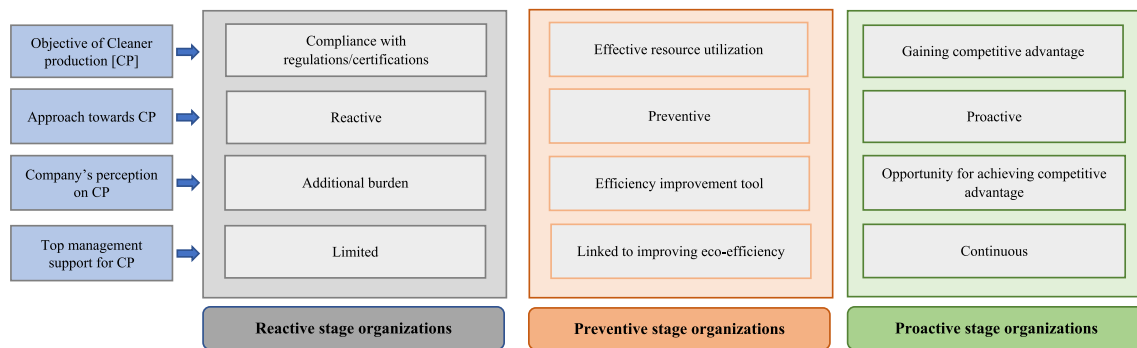 Objective of Cleaner
production [CP]
Compliance with
regulations/certifications
Effective resource utilization
Gaining competitive advantage
Approach towards CP
Reactive
Preventive
Proactive
Company's perception
on CP
Additional burden
Efficiency improvement tool
Opportunity for achieving competitive
advantage
Top management
support for CP
Limited
Linked to improving eco-efficiency
Continuous
Reactive stage organizations
Preventive stage organizations
Proactive stage organizations